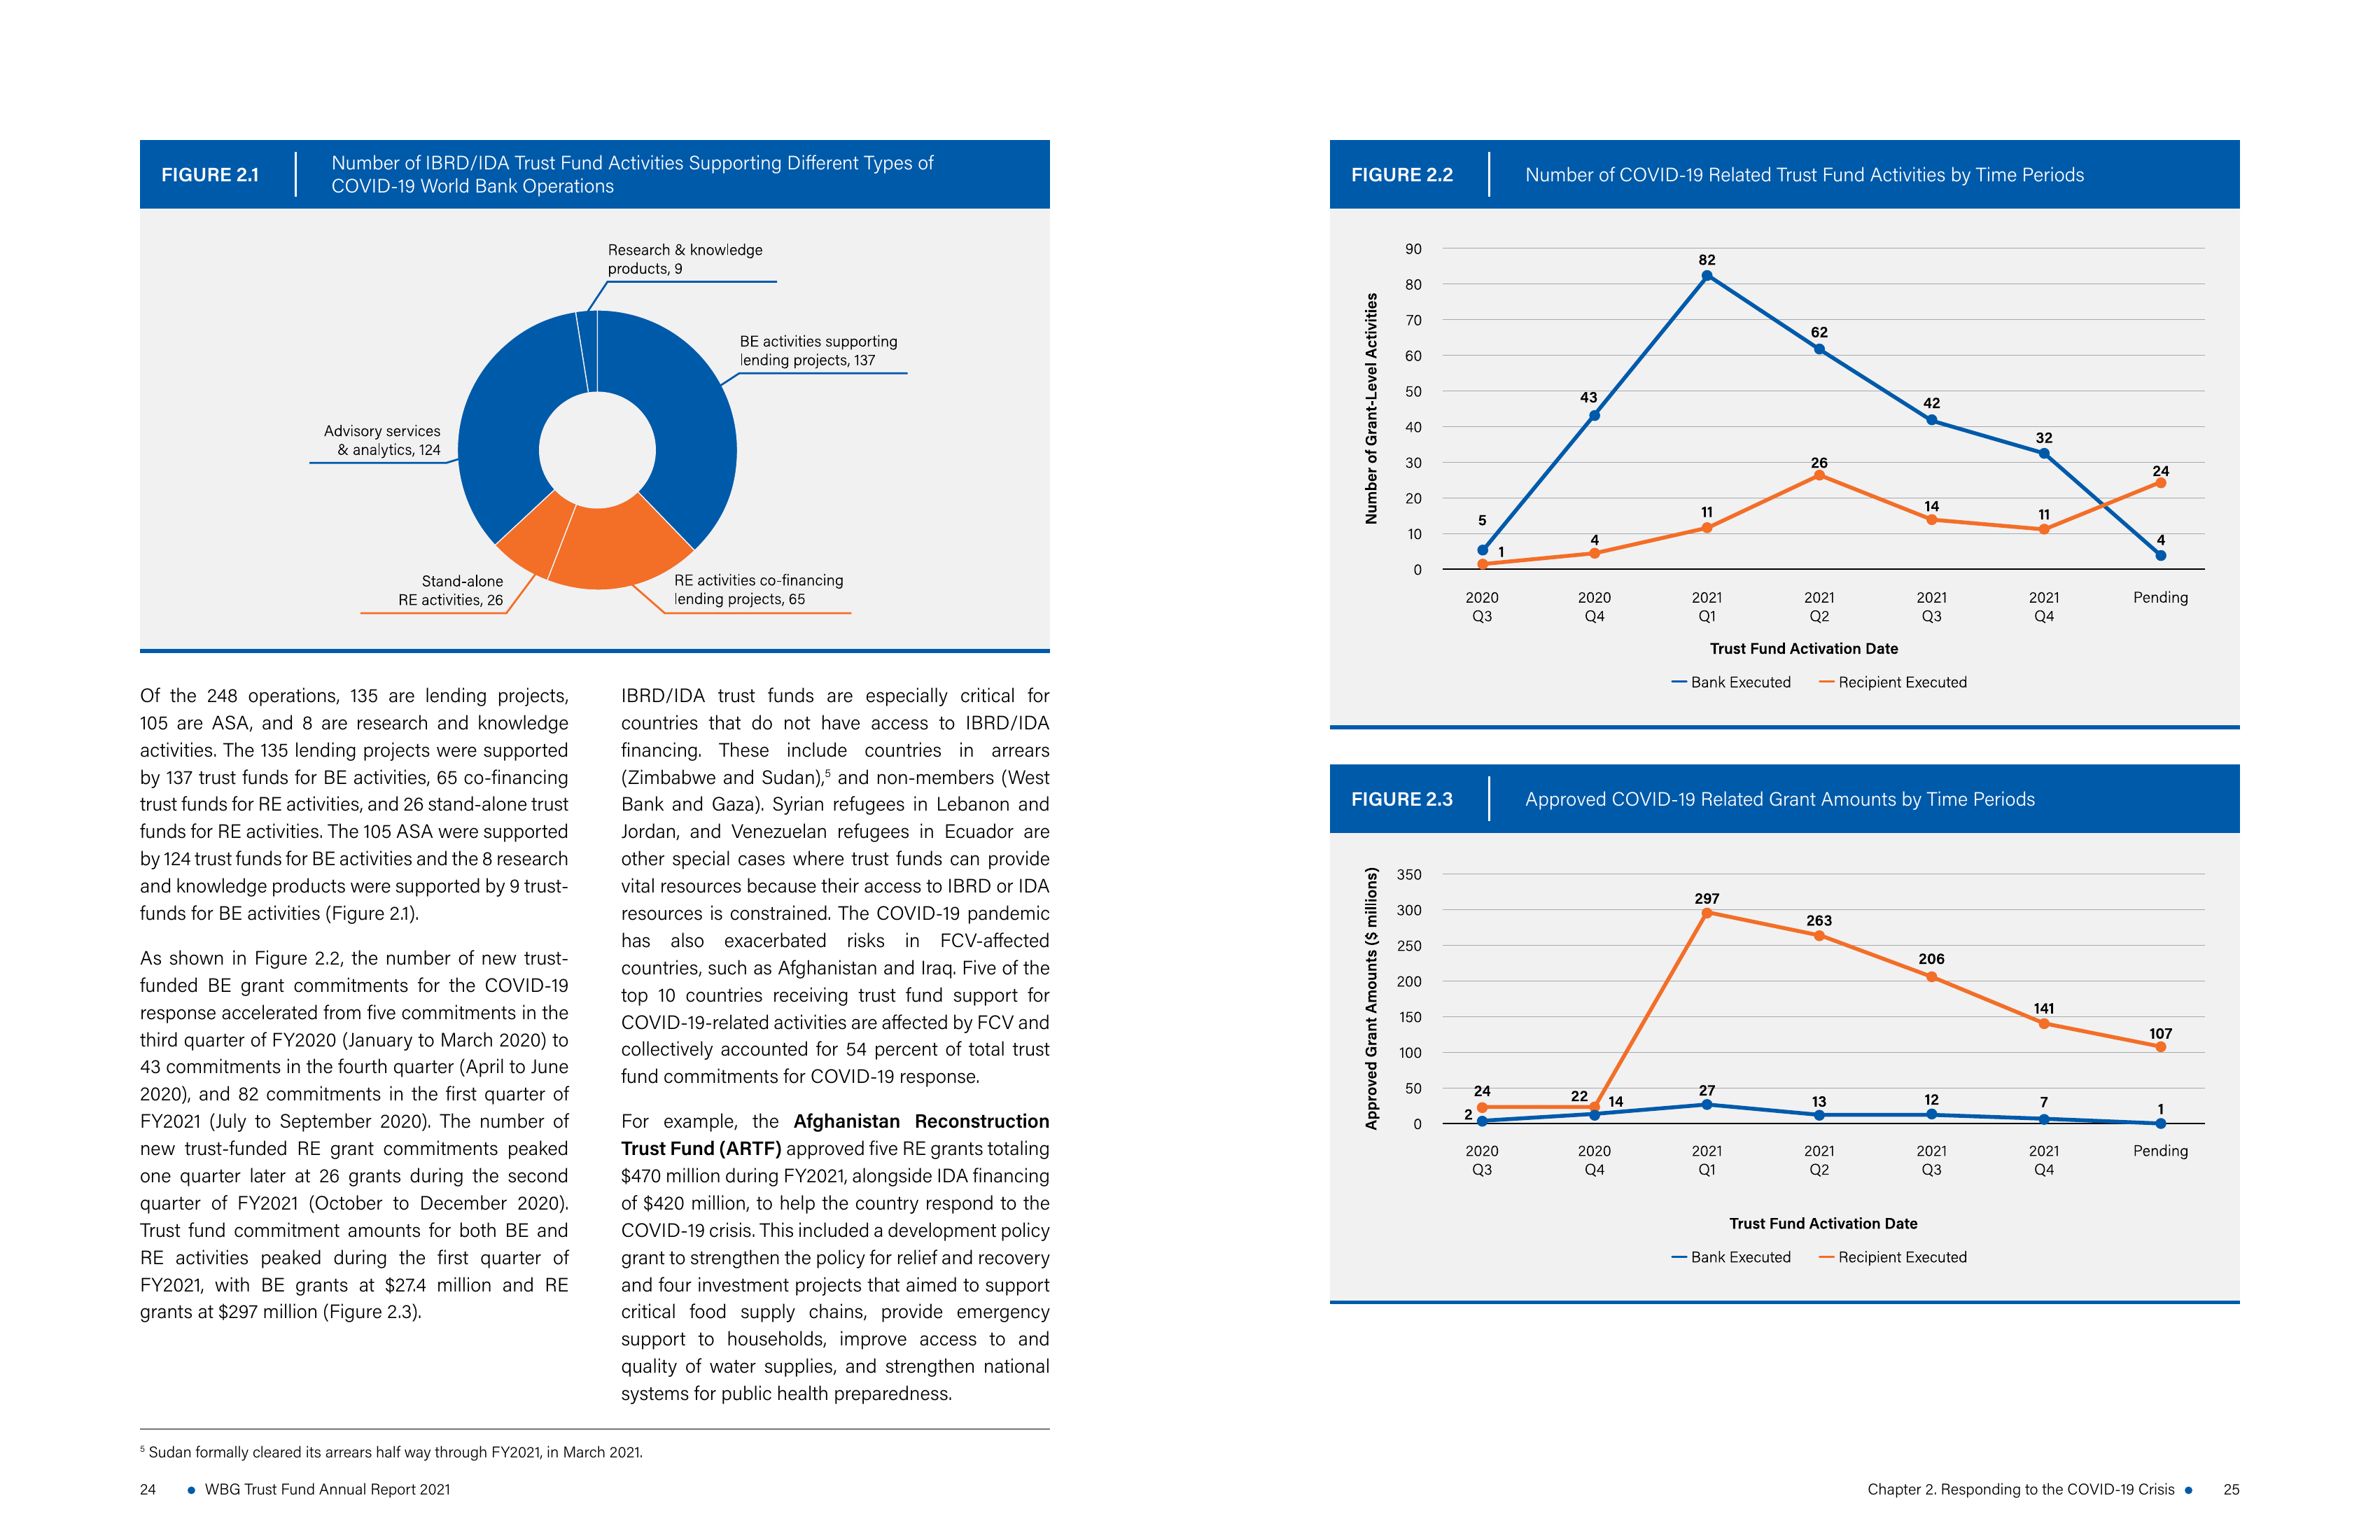 FIGURE 2.1
Number of IBRD/IDA Trust Fund Activities Supporting Different Types of
COVID-19 World Bank Operations
Research & knowledge
products, 9
BE activities supporting
lending projects, 137
Advisory services
& analytics, 124
Stand-alone
RE activities, 26
RE activities co-financing
lending projects, 65
Of the 248 operations, 135 are lending projects,
105 are ASA, and 8 are research and knowledge
activities. The 135 lending projects were supported
by 137 trust funds for BE activities, 65 co-financing
trust funds for RE activities, and 26 stand-alone trust
funds for RE activities. The 105 ASA were supported
by 124 trust funds for BE activities and the 8 research
and knowledge products were supported by 9 trust-
funds for BE activities (Figure 2.1).
As shown in Figure 2.2, the number of new trust-
funded BE grant commitments for the COVID-19
response accelerated from five commitments in the
third quarter of FY2020 (January to March 2020) to
43 commitments in the fourth quarter (April to June
2020), and 82 commitments in the first quarter of
FY2021 (July to September 2020). The number of
new trust-funded RE grant commitments peaked
one quarter later at 26 grants during the second
quarter of FY2021 (October to December 2020).
Trust fund commitment amounts for both BE and
RE activities peaked during the first quarter of
FY2021, with BE grants at $27.4 million and RE
grants at $297 million (Figure 2.3).
IBRD/IDA trust funds are especially critical for
countries that do not have access to IBRD/IDA
financing. These include countries in arrears
(Zimbabwe and Sudan),⁵ and non-members (West
Bank and Gaza). Syrian refugees in Lebanon and
Jordan, and Venezuelan refugees in Ecuador are
other special cases where trust funds can provide
vital resources because their access to IBRD or IDA
resources is constrained. The COVID-19 pandemic
has also exacerbated risks in FCV-affected
countries, such as Afghanistan and Iraq. Five of the
top 10 countries receiving trust fund support for
COVID-19-related activities are affected by FCV and
collectively accounted for 54 percent of total trust
fund commitments for COVID-19 response.
For example, the Afghanistan Reconstruction
Trust Fund (ARTF) approved five RE grants totaling
$470 million during FY2021, alongside IDA financing
of $420 million, to help the country respond to the
COVID-19 crisis. This included a development policy
grant to strengthen the policy for relief and recovery
and four investment projects that aimed to support
critical food supply chains, provide emergency
support to households, improve access to and
quality of water supplies, and strengthen national
systems for public health preparedness.
⁵ Sudan formally cleared its arrears half way through FY2021, in March 2021.
24 • WBG Trust Fund Annual Report 2021
FIGURE 2.2
Number of COVID-19 Related Trust Fund Activities by Time Periods
Number of Grant-Level Activities
90
80
70
60
50
40
30
20
10
0
5
43
82
62
42
32
4
1
4
11
26
14
11
24
2020 Q3
2020 Q4
2021 Q1
2021 Q2
2021 Q3
2021 Q4
Pending
Trust Fund Activation Date
Bank Executed
Recipient Executed
FIGURE 2.3
Approved COVID-19 Related Grant Amounts by Time Periods
Approved Grant Amounts ($ millions)
350
300
250
200
150
100
50
0
24
22
297
263
206
141
107
2
14
27
13
12
7
1
2020 Q3
2020 Q4
2021 Q1
2021 Q2
2021 Q3
2021 Q4
Pending
Trust Fund Activation Date
Bank Executed
Recipient Executed
Chapter 2. Responding to the COVID-19 Crisis • 25